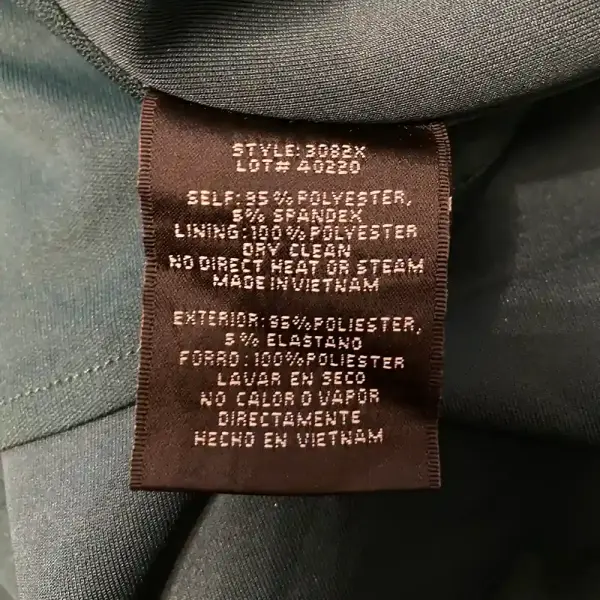 STYLE: 3082X
LOT# 40220
SELF: 95% POLYESTER,
5% SPANDEX
LINING: 100% POLYESTER
DRY CLEAN
NO DIRECT HEAT OR STEAM
MADE IN VIETNAM
EXTERIOR: 95% POLIESTER,
5% ELASTANO
FORRO: 100% POLIESTER
LAVAR EN SECO
NO CALOR O VAPOR
DIRECTAMENTE
HECHO EN VIETNAM